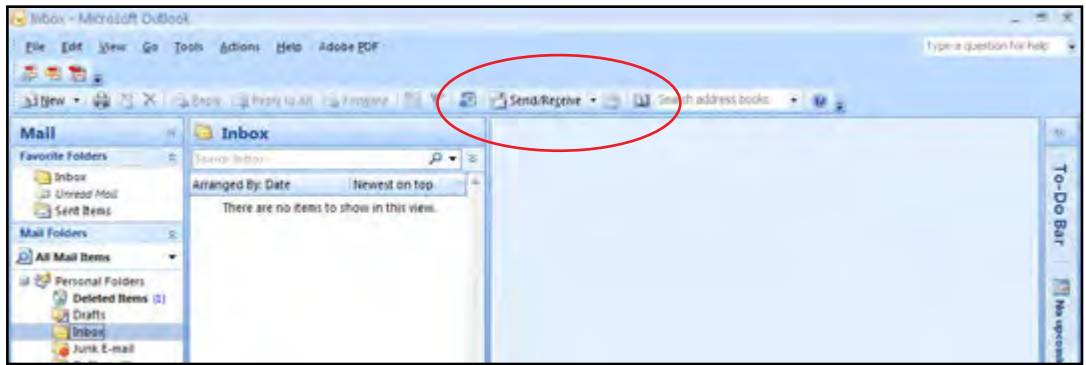 Inbox - Microsoft Outlook
File Edit View Go Tools Actions Help Adobe PDF
Type a question for help
New Reply Reply to All Forward Send/Receive Search address books
Mail
Favorite Folders
Inbox
Unread Mail
Sent Items
Mail Folders
All Mail Items
Personal Folders
Deleted Items (1)
Drafts
Inbox
Junk E-mail
Inbox
Search Inbox
Arranged By: Date Newest on top
There are no items to show in this view.
To-Do Bar